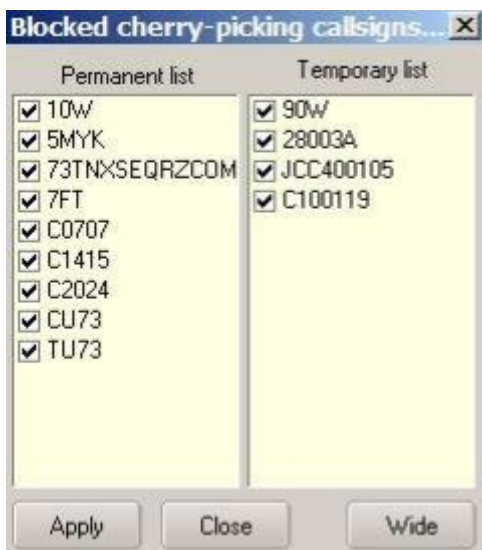 Blocked cherry-picking callsigns...
Permanent list
Temporary list
10W
5MYK
73TNXSEQRZCOM
7FT
C0707
C1415
C2024
CU73
TU73
90W
28003A
JCC400105
C100119
Apply
Close
Wide